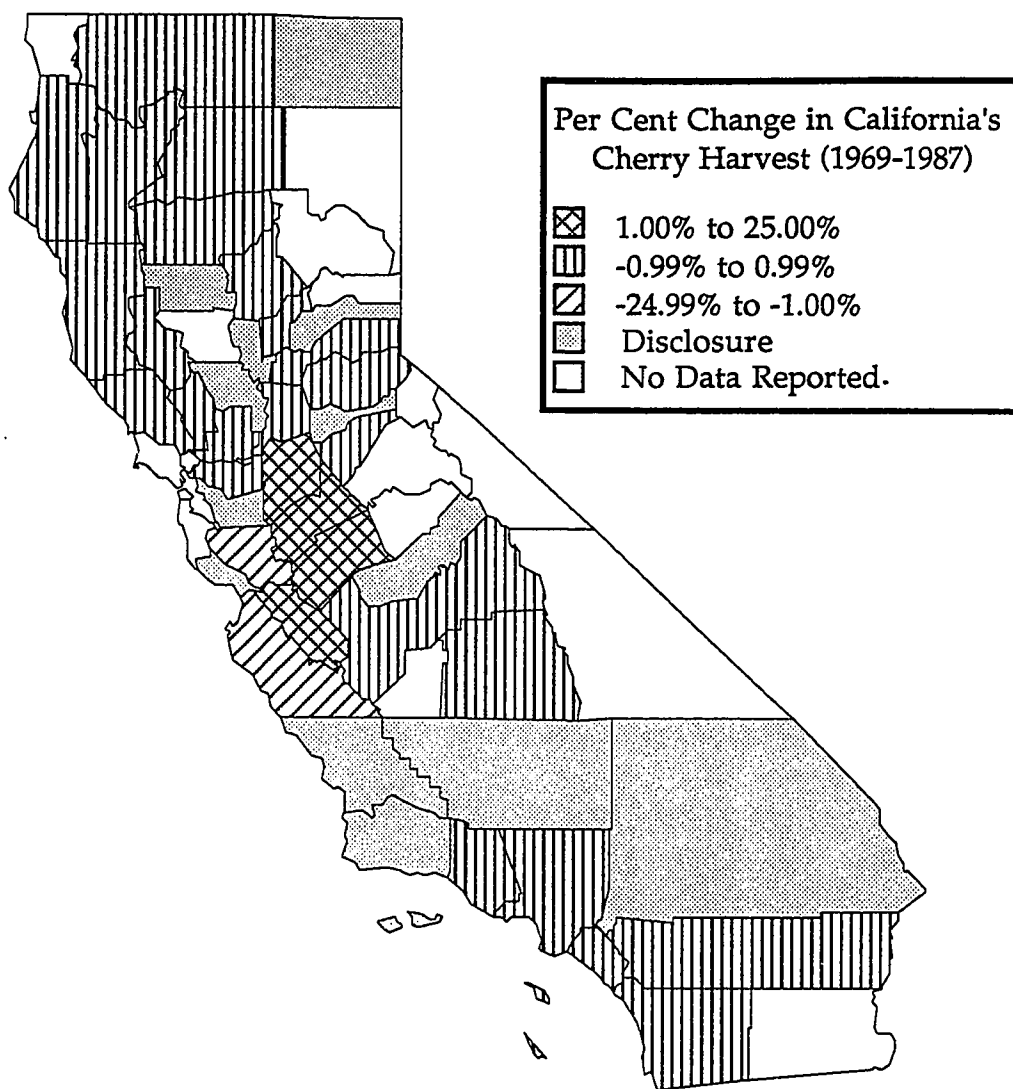 Per Cent Change in California's
Cherry Harvest (1969-1987)
1.00% to 25.00%
-0.99% to 0.99%
-24.99% to -1.00%
Disclosure
No Data Reported.